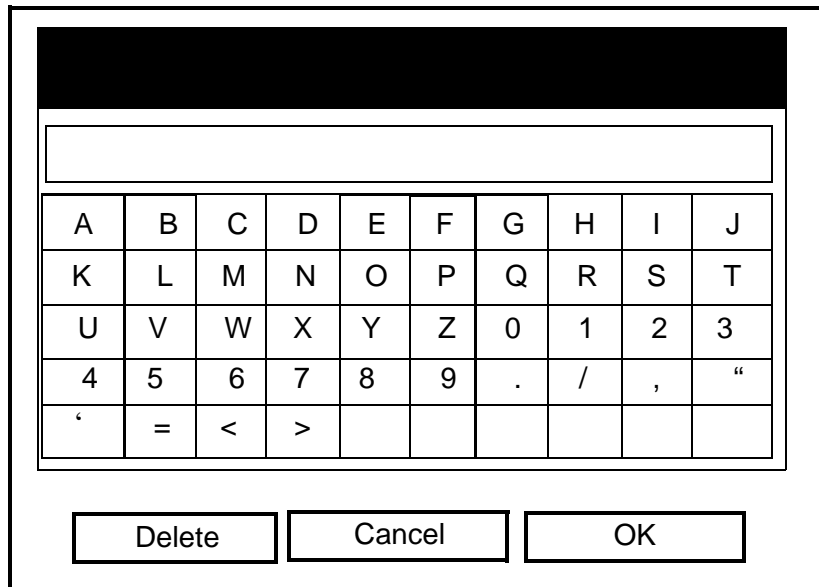 A B C D E F G H I J
K L M N O P Q R S T
U V W X Y Z 0 1 2 3
4 5 6 7 8 9 . / , “
‘ = < >
Delete Cancel OK